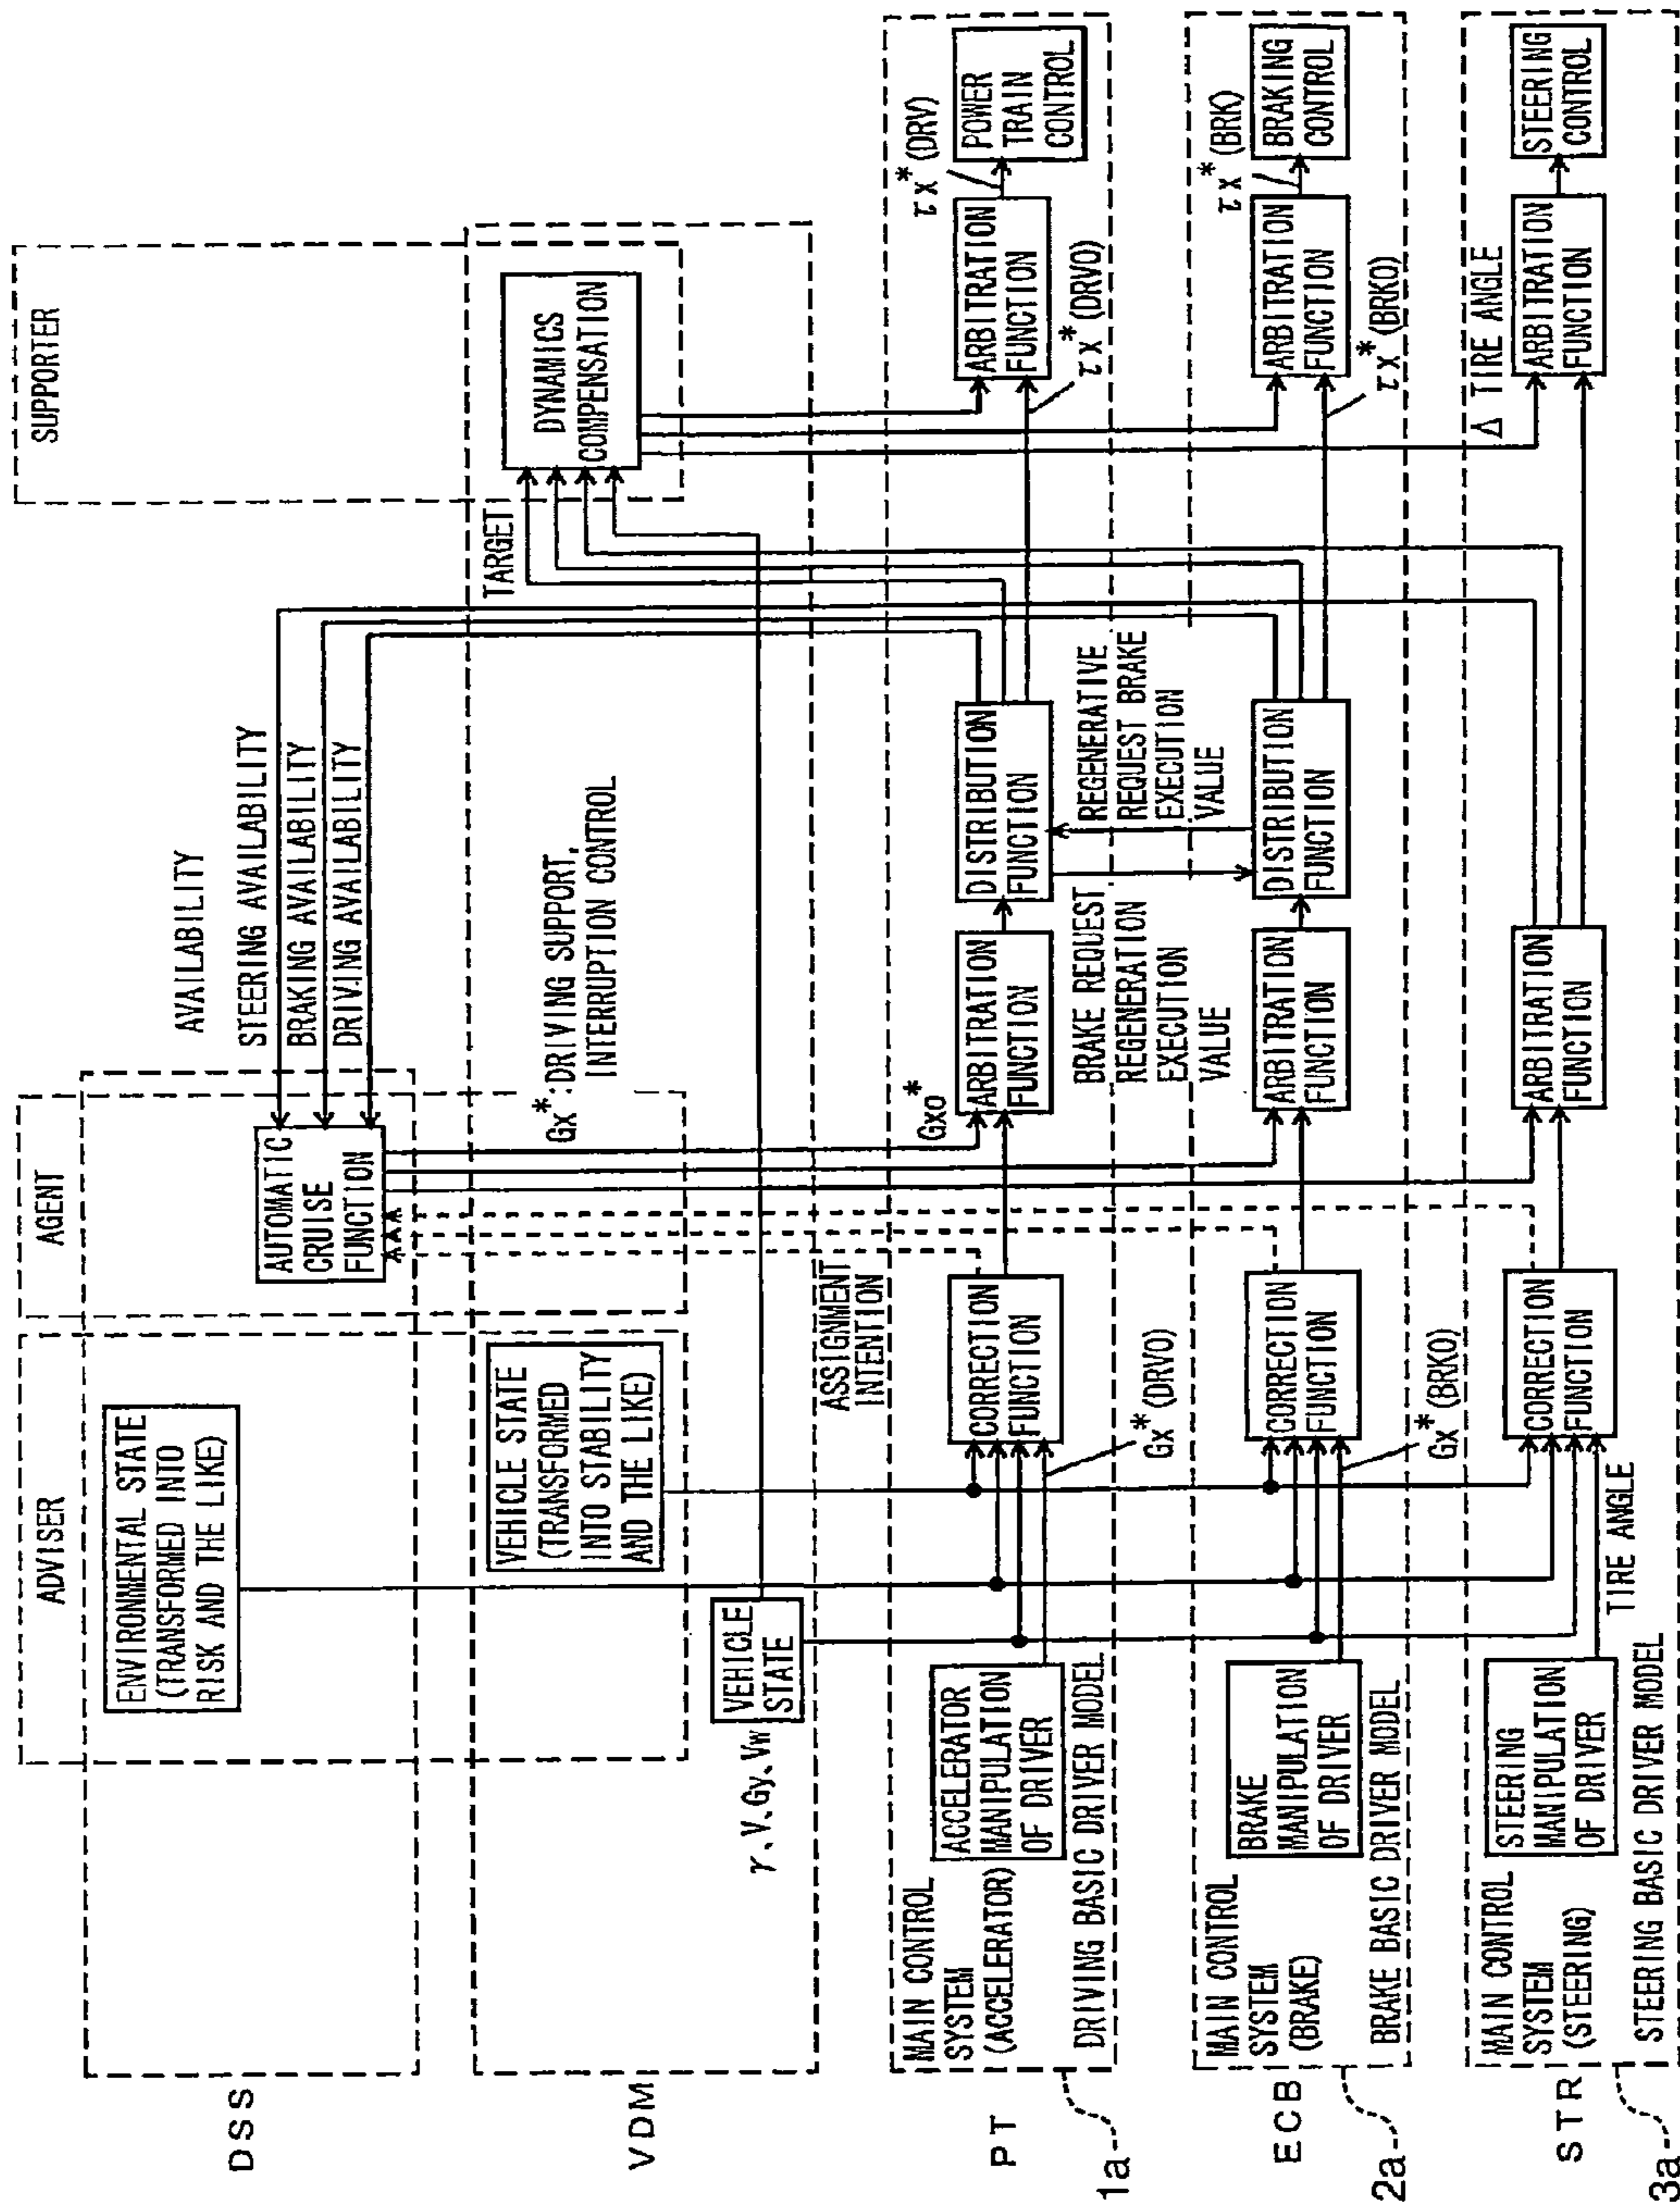 ADVISER
AGENT
SUPPORTER
DSS
ENVIRONMENTAL STATE
(TRANSFORMED INTO
RISK AND THE LIKE)
AUTOMATIC
CRUISE
FUNCTION
AVAILABILITY
STEERING AVAILABILITY
BRAKING AVAILABILITY
DRIVING AVAILABILITY
VDM
VEHICLE STATE
(TRANSFORMED
INTO STABILITY
AND THE LIKE)
Gx*:DRIVING SUPPORT,
INTERRUPTION CONTROL
TARGET
DYNAMICS
COMPENSATION
γ、V、Gy、Vw
VEHICLE
STATE
ASSIGNMENT
INTENTION
PT
1a
MAIN CONTROL
SYSTEM
(ACCELERATOR)
ACCELERATOR
MANIPULATION
OF DRIVER
DRIVING BASIC DRIVER MODEL
Gx*(DRV0)
CORRECTION
FUNCTION
Gx0*
ARBITRATION
FUNCTION
DISTRIBUTION
FUNCTION
τx*(DRV0)
ARBITRATION
FUNCTION
τx*(DRV)
POWER
TRAIN
CONTROL
BRAKE REQUEST
REGENERATION
EXECUTION
VALUE
REGENERATIVE
REQUEST BRAKE
EXECUTION
VALUE
ECB
2a
MAIN CONTROL
SYSTEM
(BRAKE)
BRAKE
MANIPULATION
OF DRIVER
BRAKE BASIC DRIVER MODEL
Gx*(BRK0)
CORRECTION
FUNCTION
ARBITRATION
FUNCTION
DISTRIBUTION
FUNCTION
τx*(BRK0)
ARBITRATION
FUNCTION
τx*(BRK)
BRAKING
CONTROL
STR
3a
MAIN CONTROL
SYSTEM
(STEERING)
STEERING
MANIPULATION
OF DRIVER
STEERING BASIC DRIVER MODEL
TIRE ANGLE
CORRECTION
FUNCTION
ARBITRATION
FUNCTION
Δ TIRE ANGLE
ARBITRATION
FUNCTION
STEERING
CONTROL